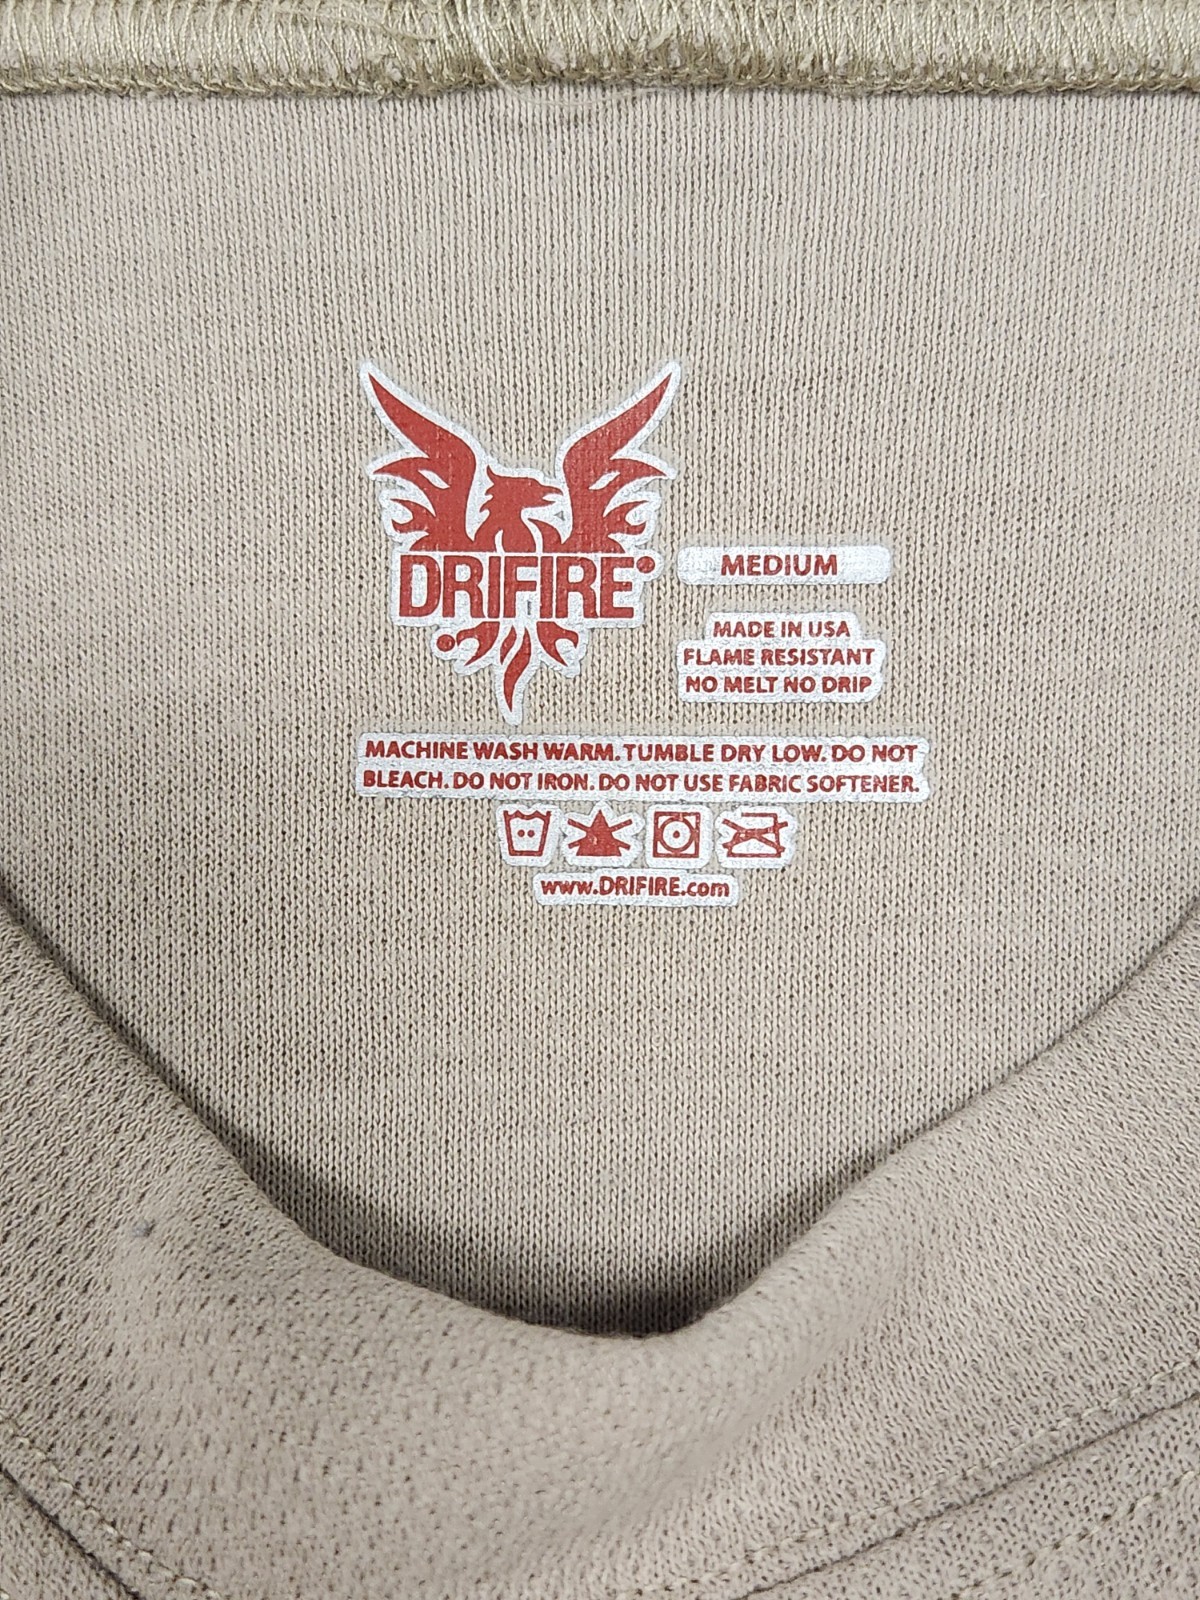 DRIFIRE
MEDIUM
MADE IN USA
FLAME RESISTANT
NO MELT NO DRIP
MACHINE WASH WARM. TUMBLE DRY LOW. DO NOT
BLEACH. DO NOT IRON. DO NOT USE FABRIC SOFTENER.
www.DRIFIRE.com